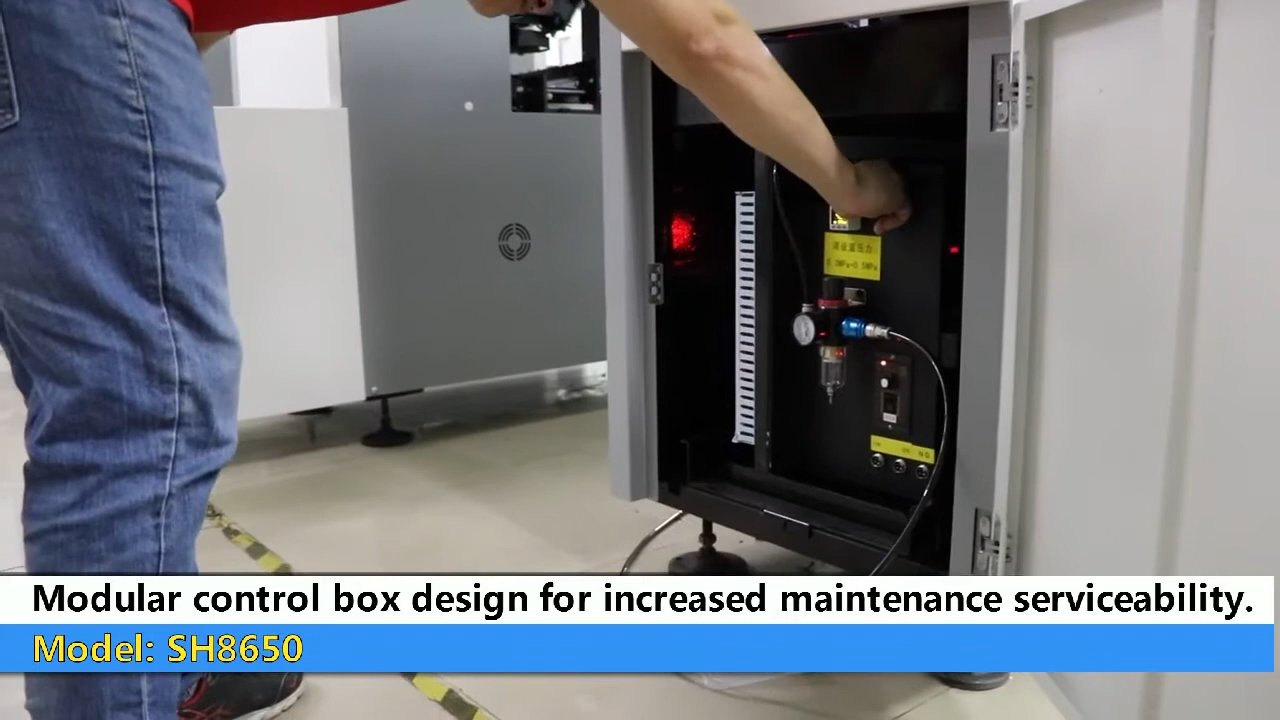 Modular control box design for increased maintenance serviceability.
Model: SH8650